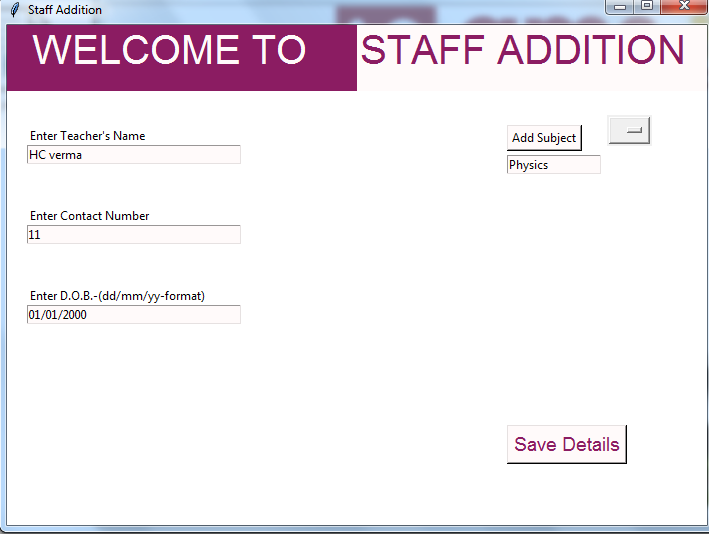 Staff Addition
WELCOME TO STAFF ADDITION
Enter Teacher's Name
HC verma
Add Subject
Physics
Enter Contact Number
11
Enter D.O.B.-(dd/mm/yy-format)
01/01/2000
Save Details